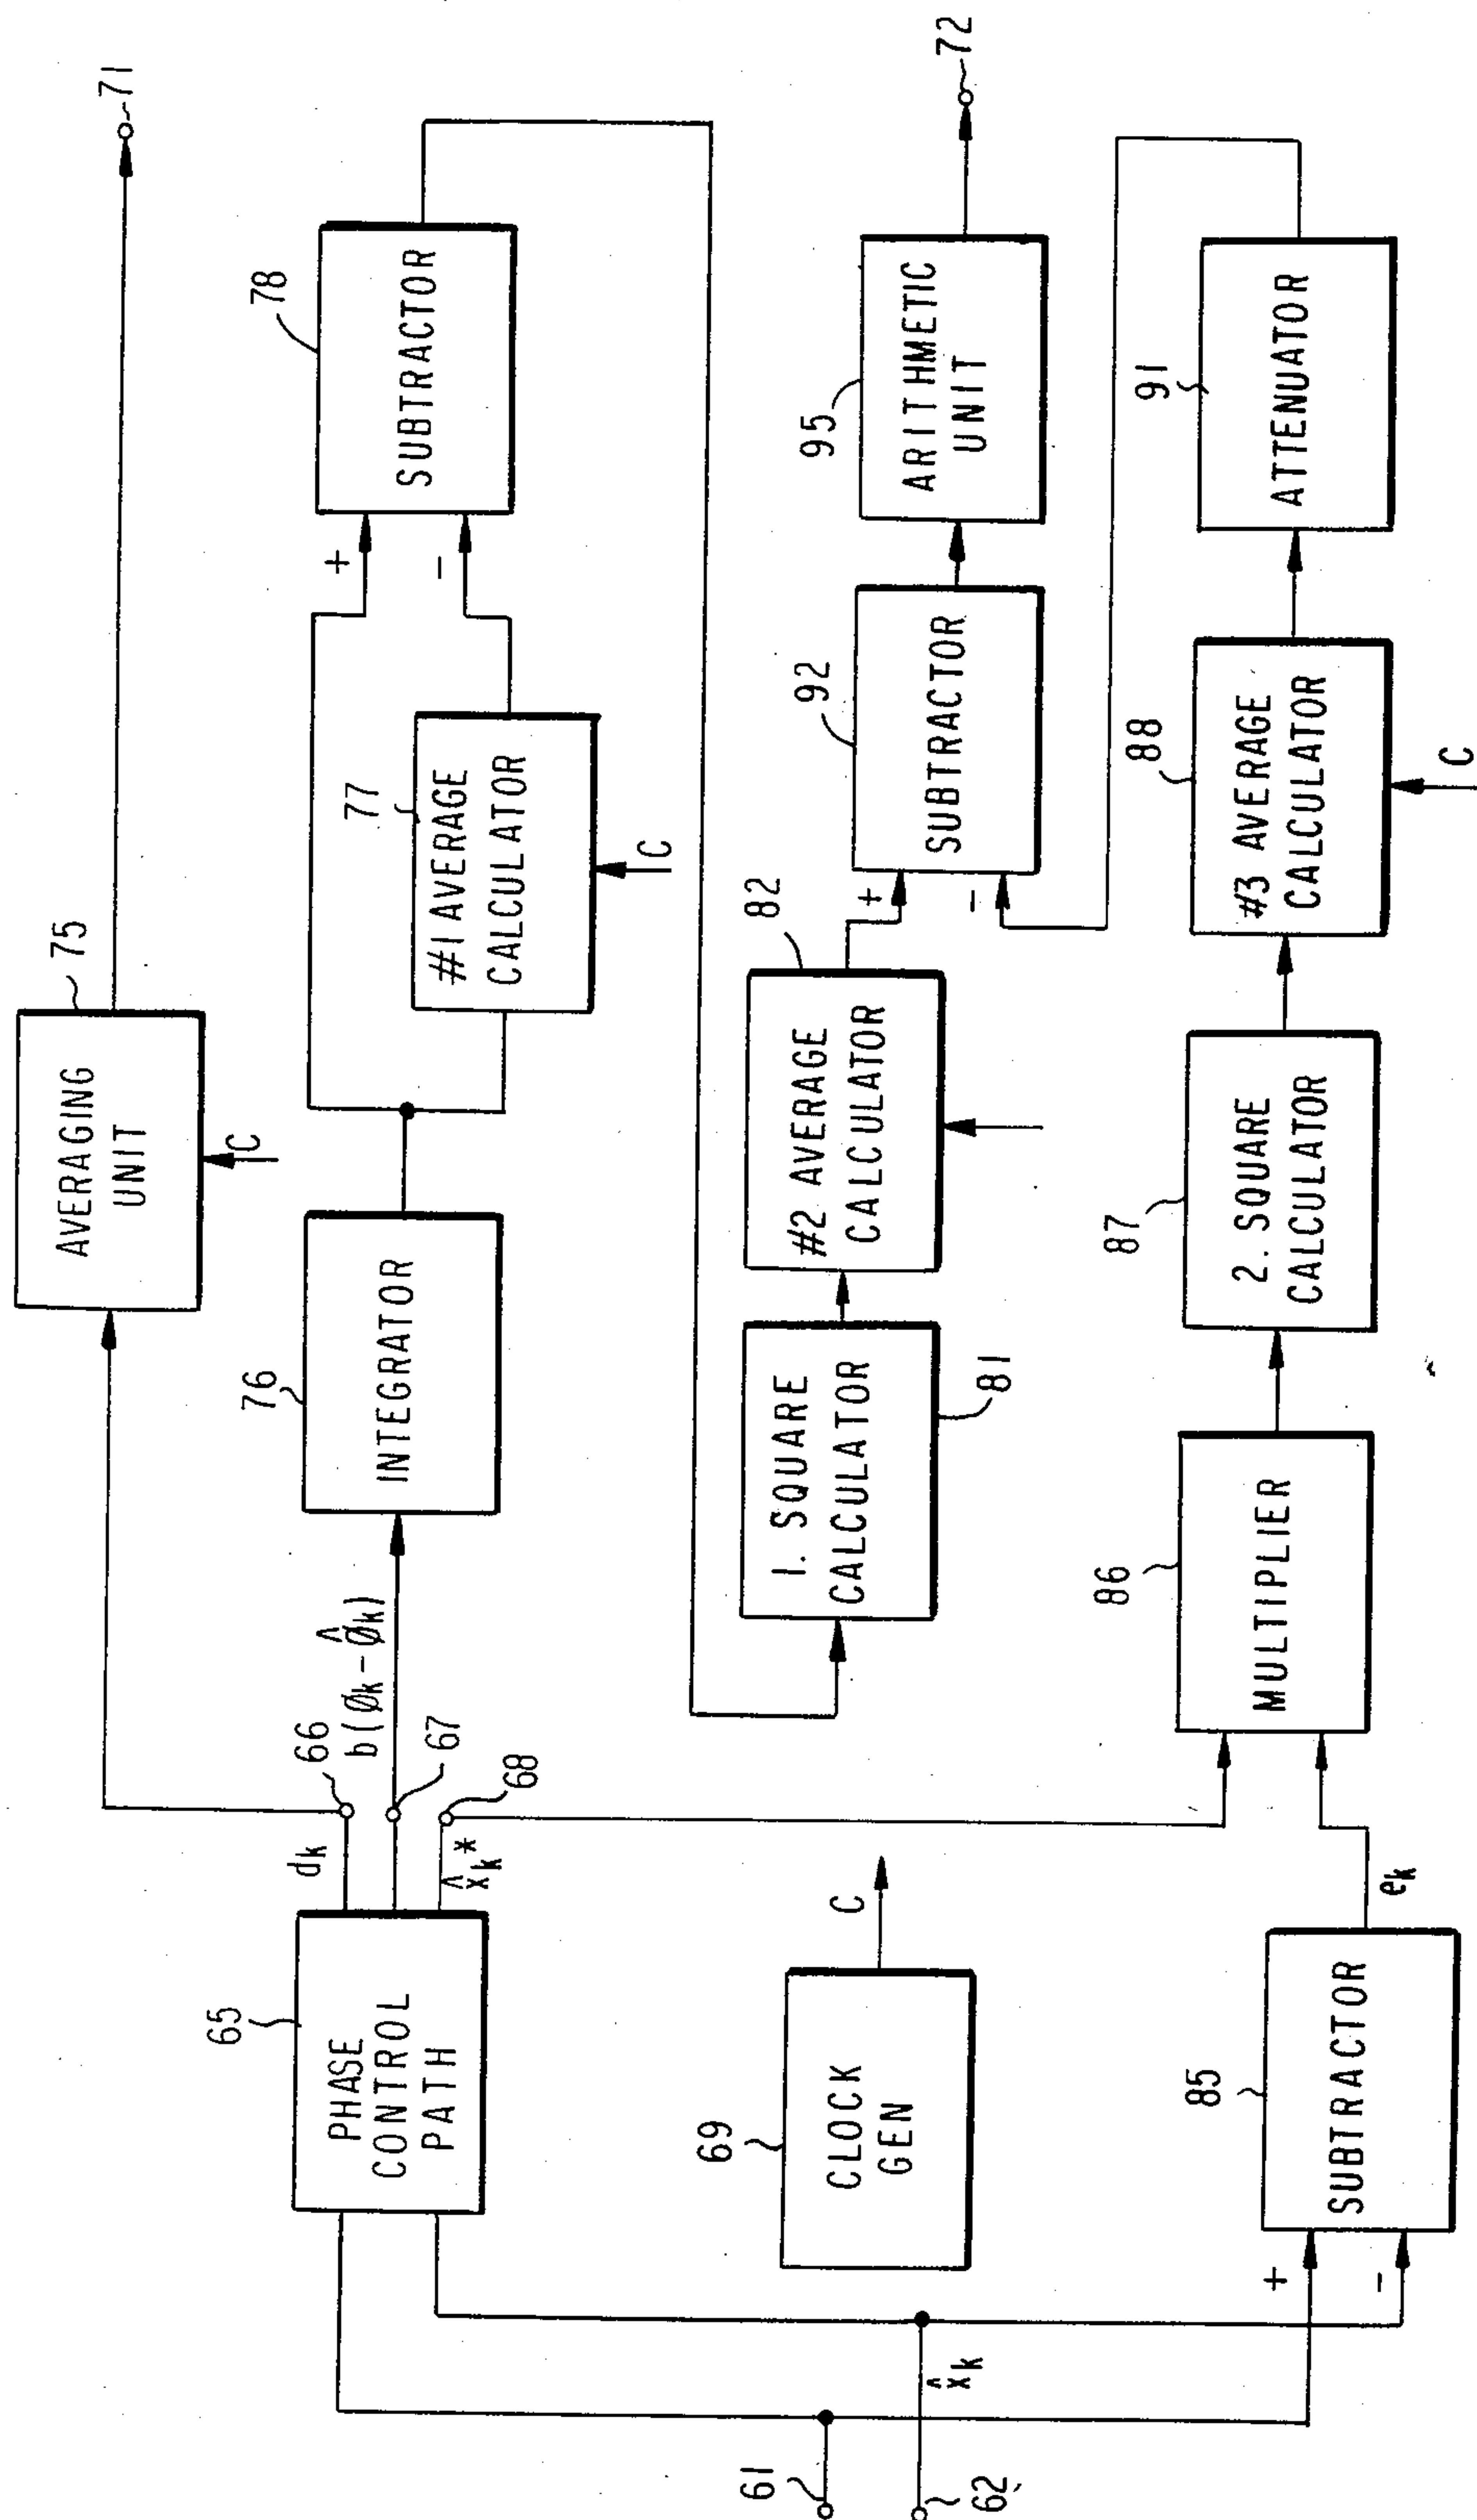 61
62
x̂k
65
PHASE
CONTROL
PATH
dk
66
b(Øk-Ø̂k)
67
x̂k*
68
75
AVERAGING
UNIT
C
71
76
INTEGRATOR
77
#1 AVERAGE
CALCULATOR
C
+
-
78
SUBTRACTOR
69
CLOCK
GEN
C
1. SQUARE
CALCULATOR
81
82
#2 AVERAGE
CALCULATOR
+
-
92
SUBTRACTOR
95
ARITHMETIC
UNIT
72
+
-
85
SUBTRACTOR
ek
86
MULTIPLIER
87
2. SQUARE
CALCULATOR
88
#3 AVERAGE
CALCULATOR
C
91
ATTENUATOR